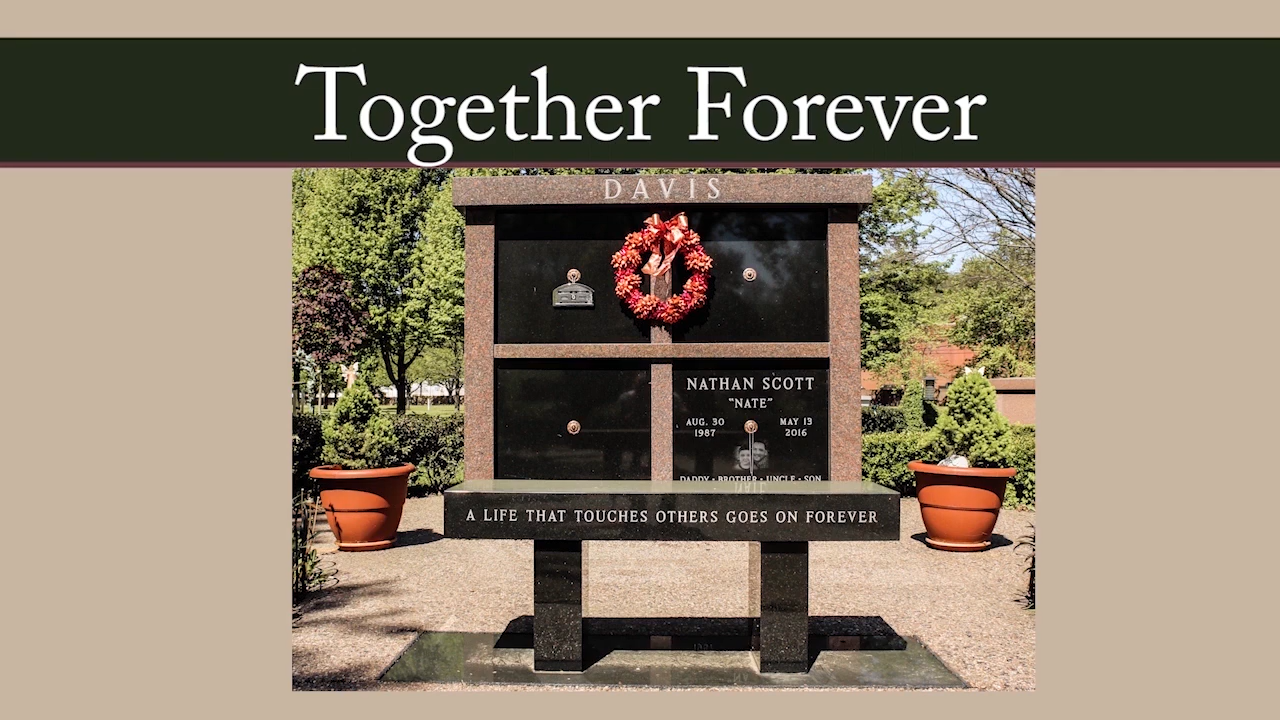 Together Forever
DAVIS
NATHAN SCOTT
"NATE"
AUG. 30 MAY 13
1987 2016
DADDY · BROTHER · UNCLE · SON
A LIFE THAT TOUCHES OTHERS GOES ON FOREVER